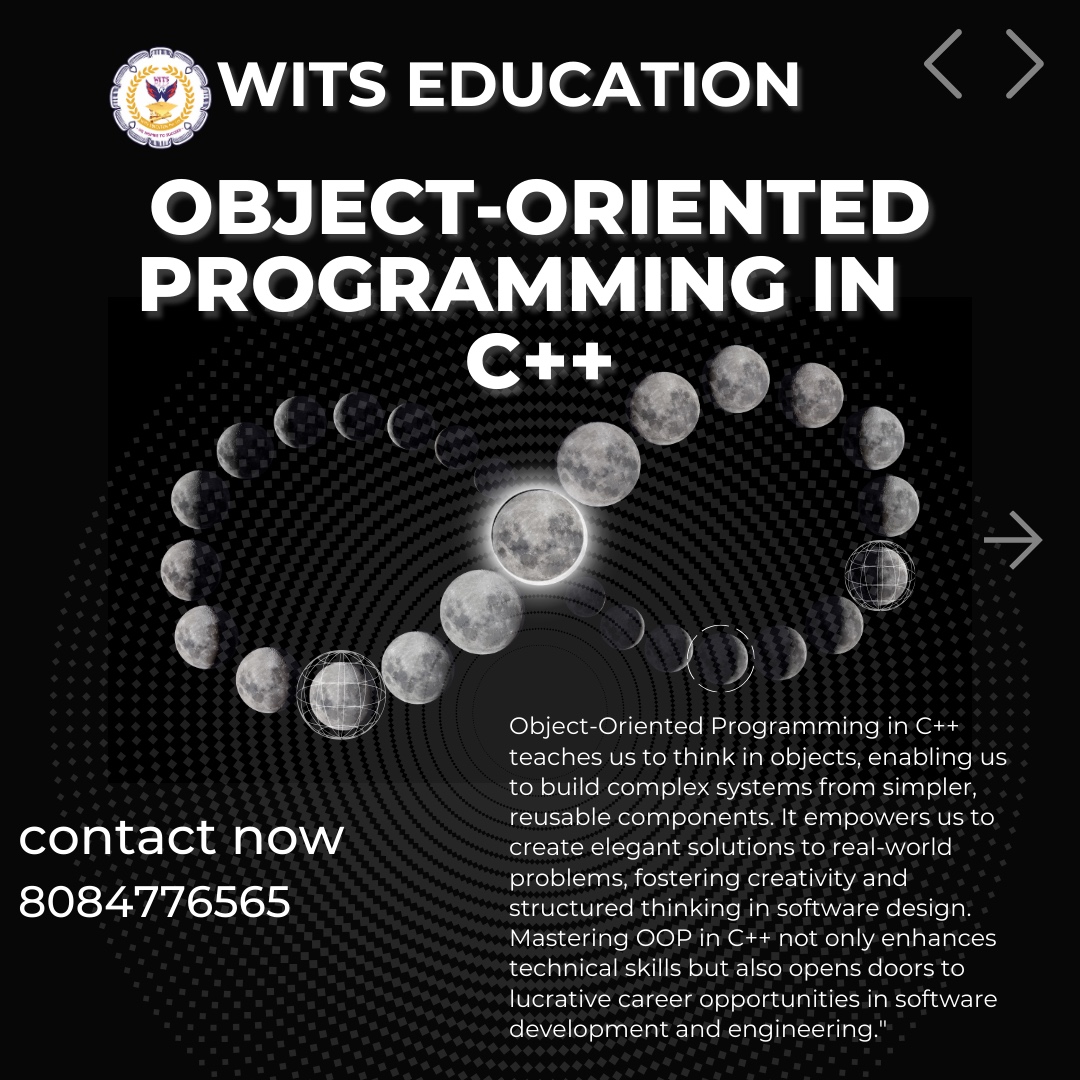 WITS EDUCATION
OBJECT-ORIENTED
PROGRAMMING IN
C++
Object-Oriented Programming in C++
teaches us to think in objects, enabling us
to build complex systems from simpler,
reusable components. It empowers us to
create elegant solutions to real-world
problems, fostering creativity and
structured thinking in software design.
Mastering OOP in C++ not only enhances
technical skills but also opens doors to
lucrative career opportunities in software
development and engineering."
contact now
8084776565